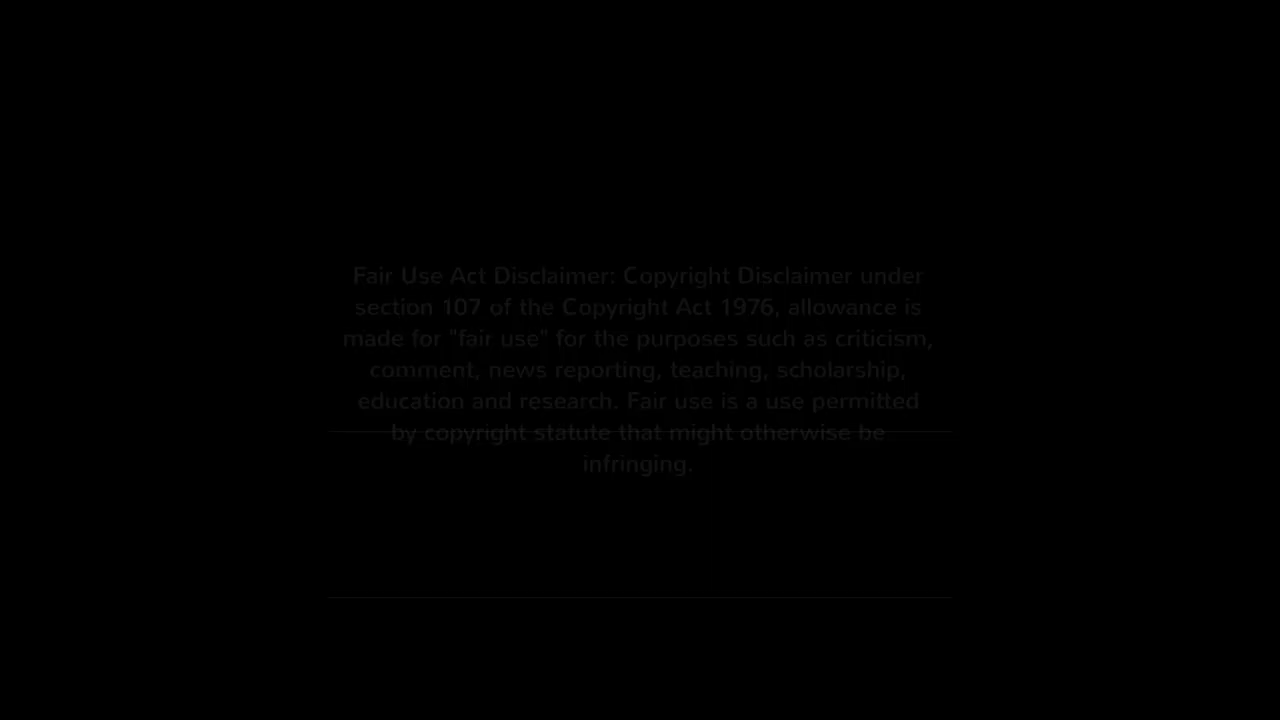 Fair Use Act Disclaimer: Copyright Disclaimer under
section 107 of the Copyright Act 1976, allowance is
made for "fair use" for the purposes such as criticism,
comment, news reporting, teaching, scholarship,
education and research. Fair use is a use permitted
by copyright statute that might otherwise be
infringing.